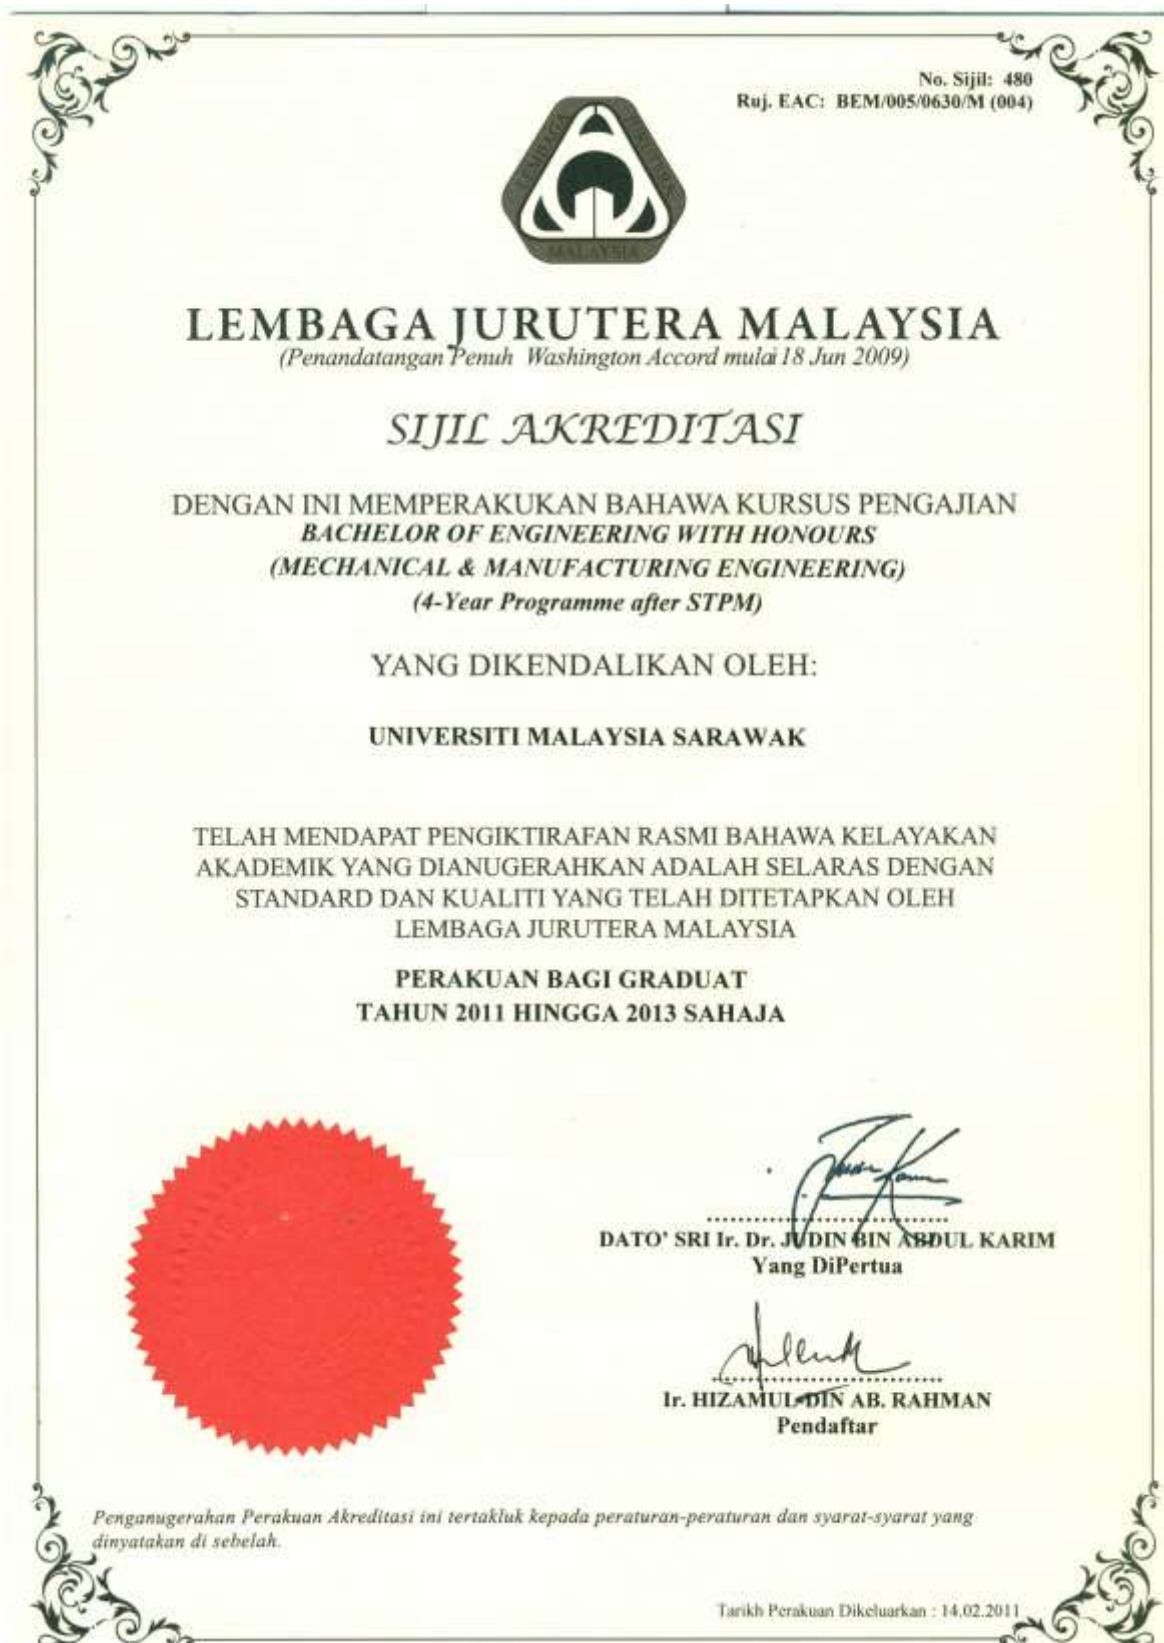 No. Sijil: 480
Ruj. EAC: BEM/005/0630/M (004)
LEMBAGA JURUTERA
MALAYSIA
LEMBAGA JURUTERA MALAYSIA
(Penandatangan Penuh Washington Accord mulai 18 Jun 2009)
SIJIL AKREDITASI
DENGAN INI MEMPERAKUKAN BAHAWA KURSUS PENGAJIAN
BACHELOR OF ENGINEERING WITH HONOURS
(MECHANICAL & MANUFACTURING ENGINEERING)
(4-Year Programme after STPM)
YANG DIKENDALIKAN OLEH:
UNIVERSITI MALAYSIA SARAWAK
TELAH MENDAPAT PENGIKTIRAFAN RASMI BAHAWA KELAYAKAN
AKADEMIK YANG DIANUGERAHKAN ADALAH SELARAS DENGAN
STANDARD DAN KUALITI YANG TELAH DITETAPKAN OLEH
LEMBAGA JURUTERA MALAYSIA
PERAKUAN BAGI GRADUAT
TAHUN 2011 HINGGA 2013 SAHAJA
DATO' SRI Ir. Dr. JUDIN BIN ABDUL KARIM
Yang DiPertua
Ir. HIZAMUL-DIN AB. RAHMAN
Pendaftar
Penganugerahan Perakuan Akreditasi ini tertakluk kepada peraturan-peraturan dan syarat-syarat yang
dinyatakan di sebelah.
Tarikh Perakuan Dikeluarkan : 14.02.2011